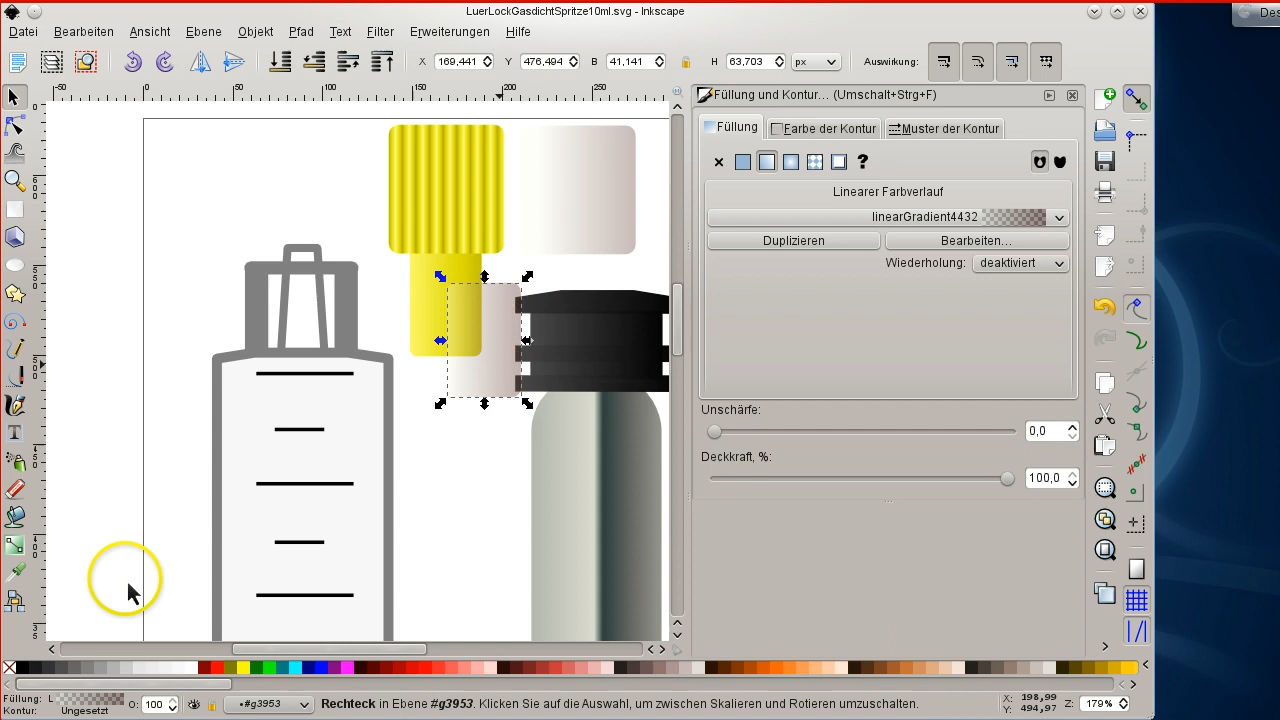 LuerLockGasdichtSpritze10ml.svg - Inkscape
Datei Bearbeiten Ansicht Ebene Objekt Pfad Text Filter Erweiterungen Hilfe
X 169,441 Y 476,494 B 41,141 H 63,703 px Auswirkung:
Füllung und Kontur... (Umschalt+Strg+F)
Füllung Farbe der Kontur Muster der Kontur
?
Linearer Farbverlauf
linearGradient4432
Duplizieren Bearbeiten...
Wiederholung: deaktiviert
Unschärfe:
0,0
Deckkraft, %:
100,0
-50 0 50 100 150 200 250
Füllung: L
Kontur: Ungesetzt
O: 100
•#g3953
Rechteck | Ebene #g3953. Klicken Sie auf die Auswahl, um zwischen Skalieren und Rotieren umzuschalten.
X: 198,99
Y: 494,97
Z: 179%